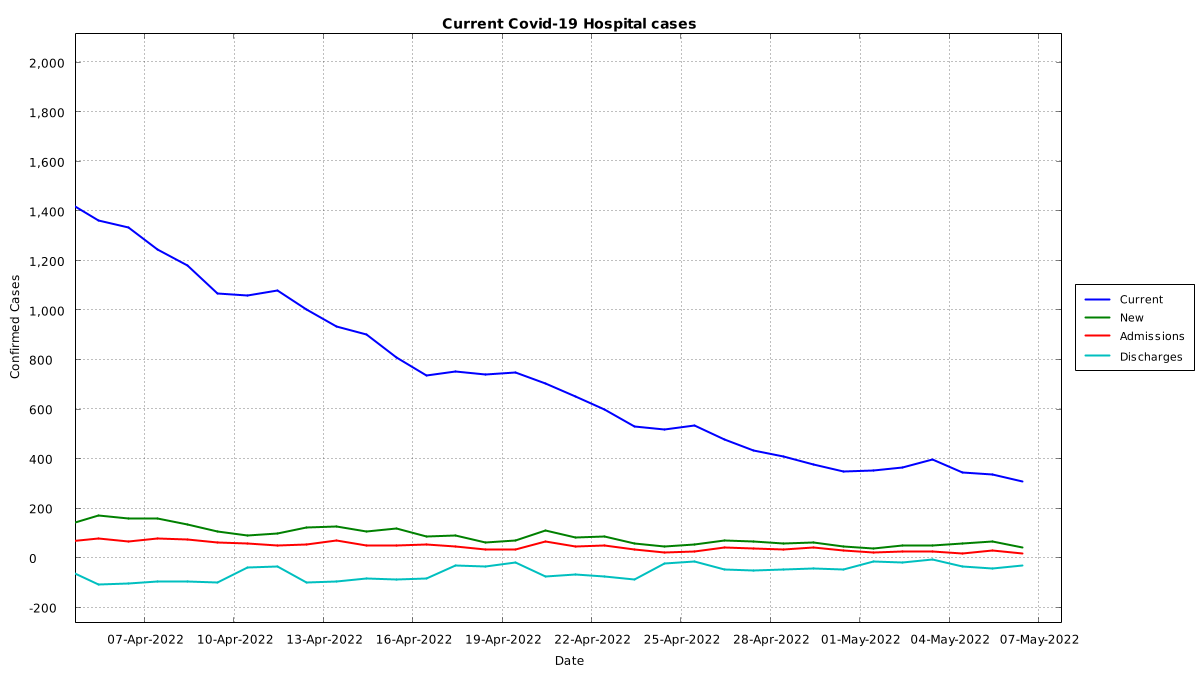 Current Covid-19 Hospital cases
2,000
1,800
1,600
1,400
1,200
1,000
800
600
400
200
0
-200
Confirmed Cases
07-Apr-2022 10-Apr-2022 13-Apr-2022 16-Apr-2022 19-Apr-2022 22-Apr-2022 25-Apr-2022 28-Apr-2022 01-May-2022 04-May-2022 07-May-2022
Date
Current
New
Admissions
Discharges